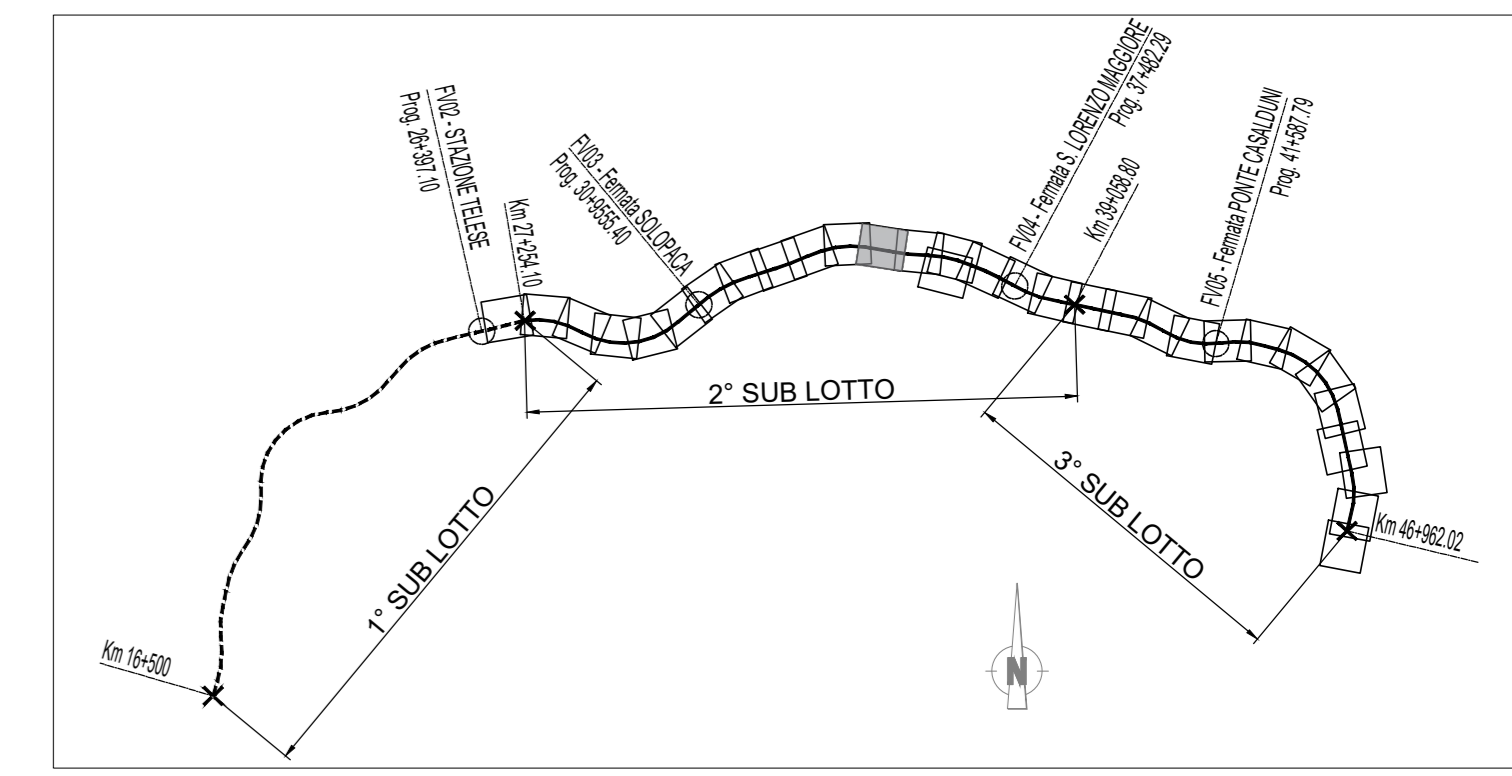 FV02 - STAZIONE TELESE
Prog. 26+397.10
Km 27+254.10
FV03 - Fermata SOLOPACA
Prog. 30+9555.40
FV04 - Fermata S. LORENZO MAGGIORE
Prog. 37+482.29
Km 39+058.80
FV05 - Fermata PONTE CASALDUNI
Prog. 41+587.79
2° SUB LOTTO
1° SUB LOTTO
3° SUB LOTTO
Km 46+962.02
Km 16+500
N